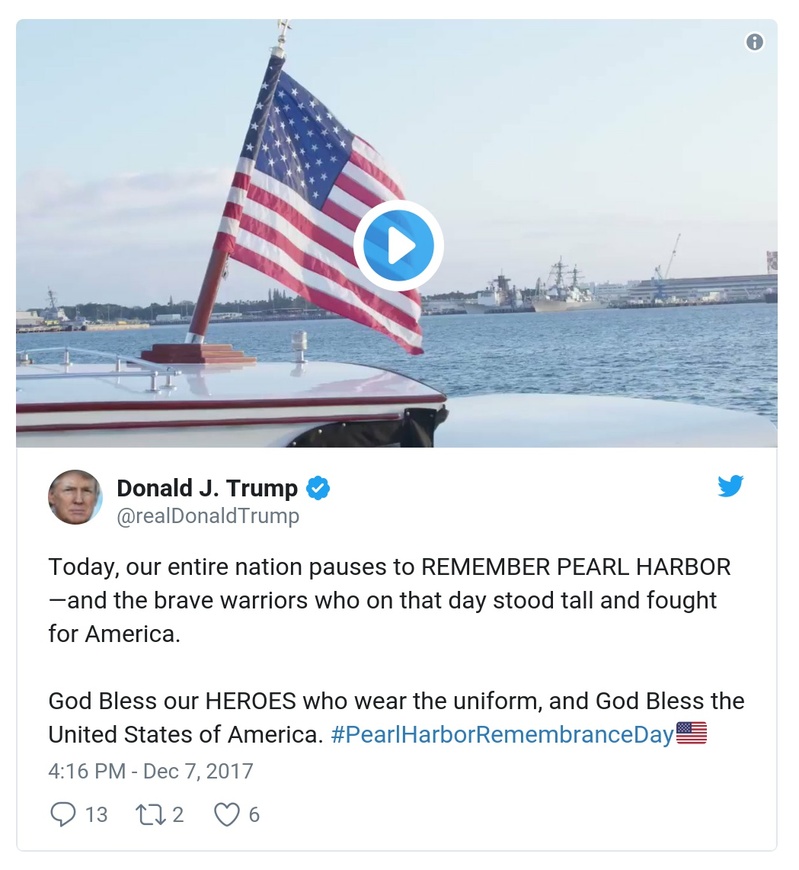 Donald J. Trump
@realDonaldTrump
Today, our entire nation pauses to REMEMBER PEARL HARBOR
—and the brave warriors who on that day stood tall and fought
for America.
God Bless our HEROES who wear the uniform, and God Bless the
United States of America. #PearlHarborRemembranceDay🇺🇸
4:16 PM - Dec 7, 2017
13 2 6